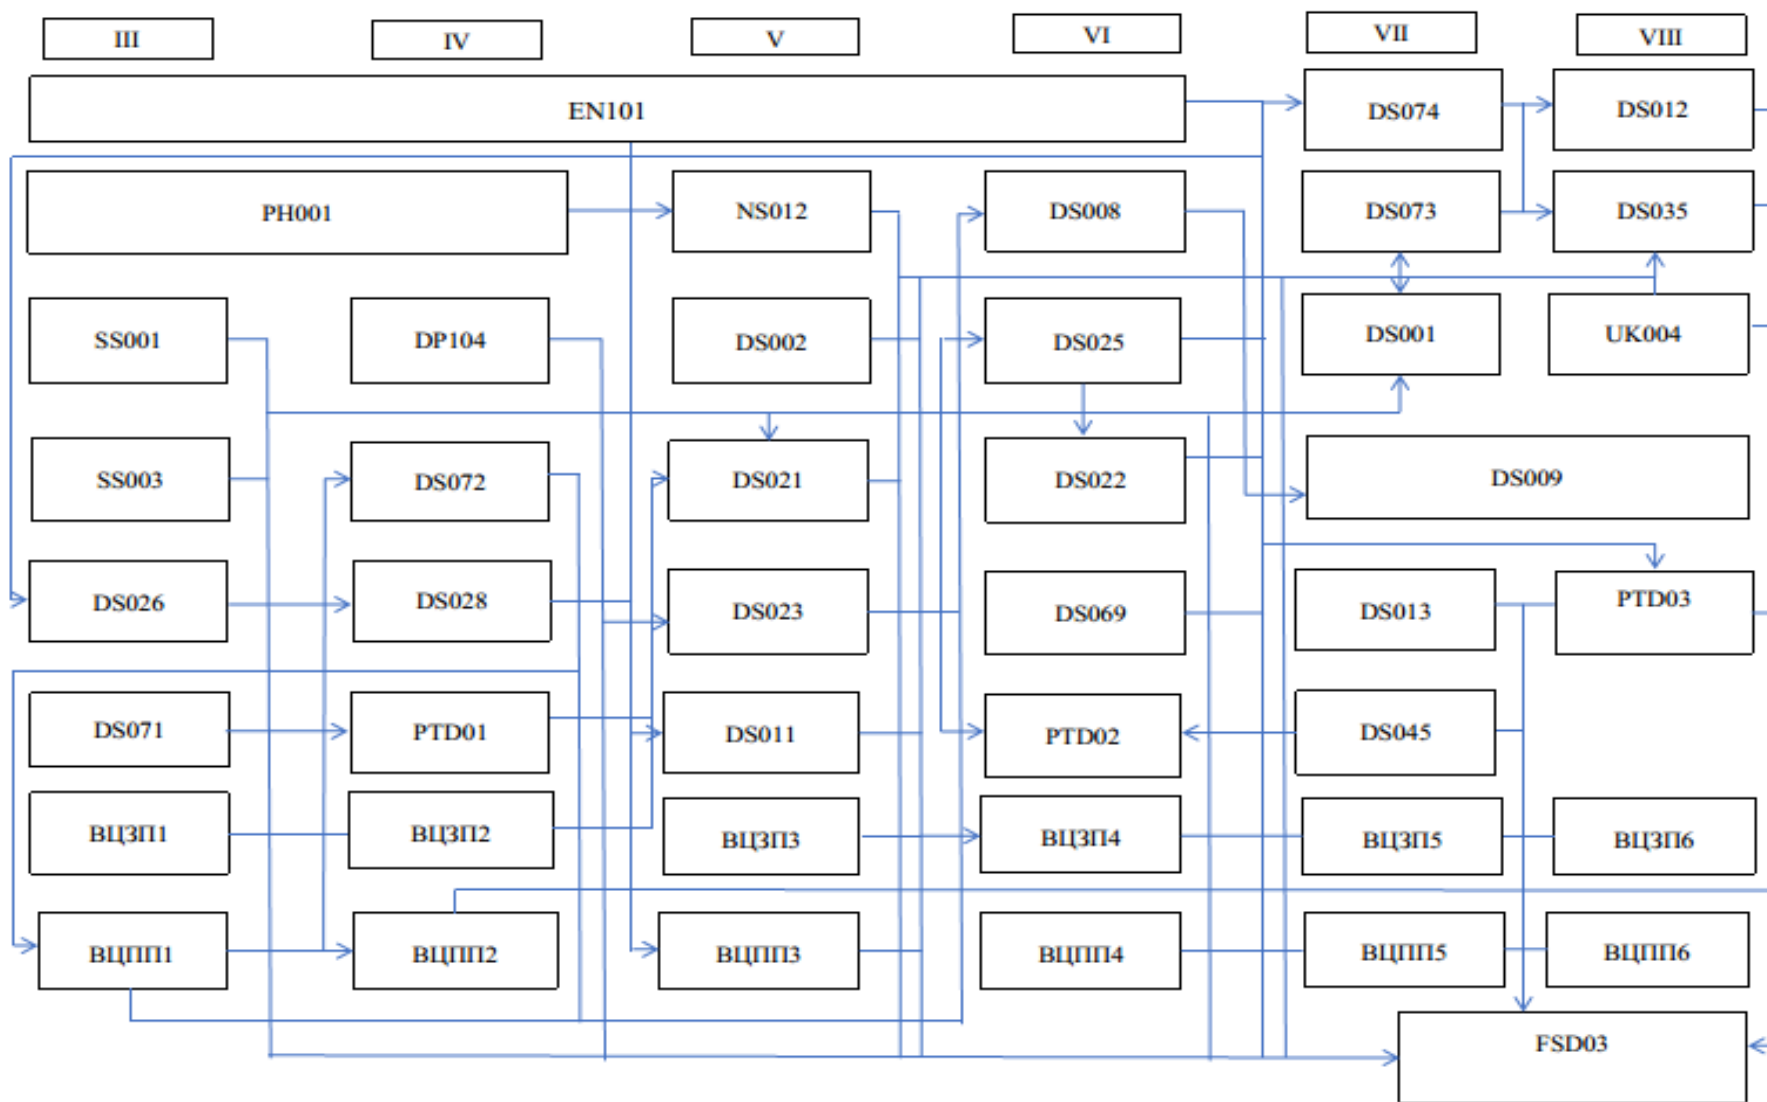 III IV V VI VII VIII
EN101 DS074 DS012
PH001 NS012 DS008 DS073 DS035
SS001 DP104 DS002 DS025 DS001 UK004
SS003 DS072 DS021 DS022 DS009
DS026 DS028 DS023 DS069 DS013 PTD03
DS071 PTD01 DS011 PTD02 DS045
ВЦЗП1 ВЦЗП2 ВЦЗП3 ВЦЗП4 ВЦЗП5 ВЦЗП6
ВЦПП1 ВЦПП2 ВЦПП3 ВЦПП4 ВЦПП5 ВЦПП6
FSD03